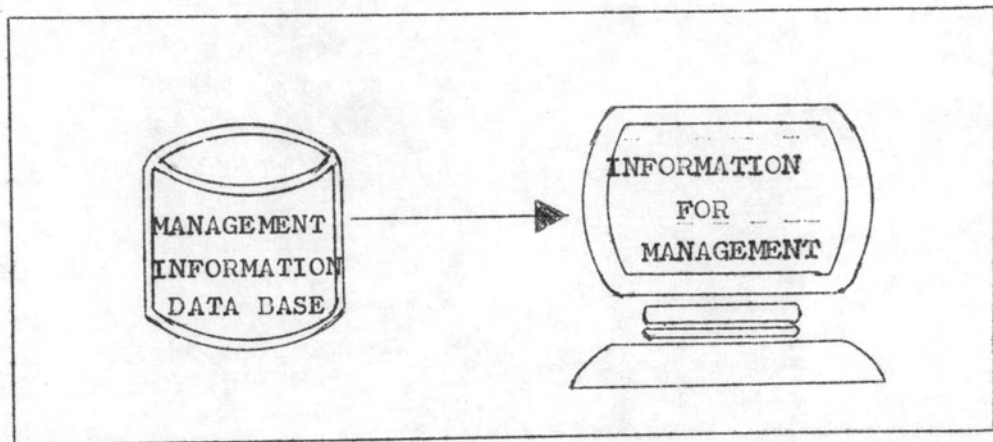 MANAGEMENT
INFORMATION
DATA BASE
INFORMATION
FOR
MANAGEMENT